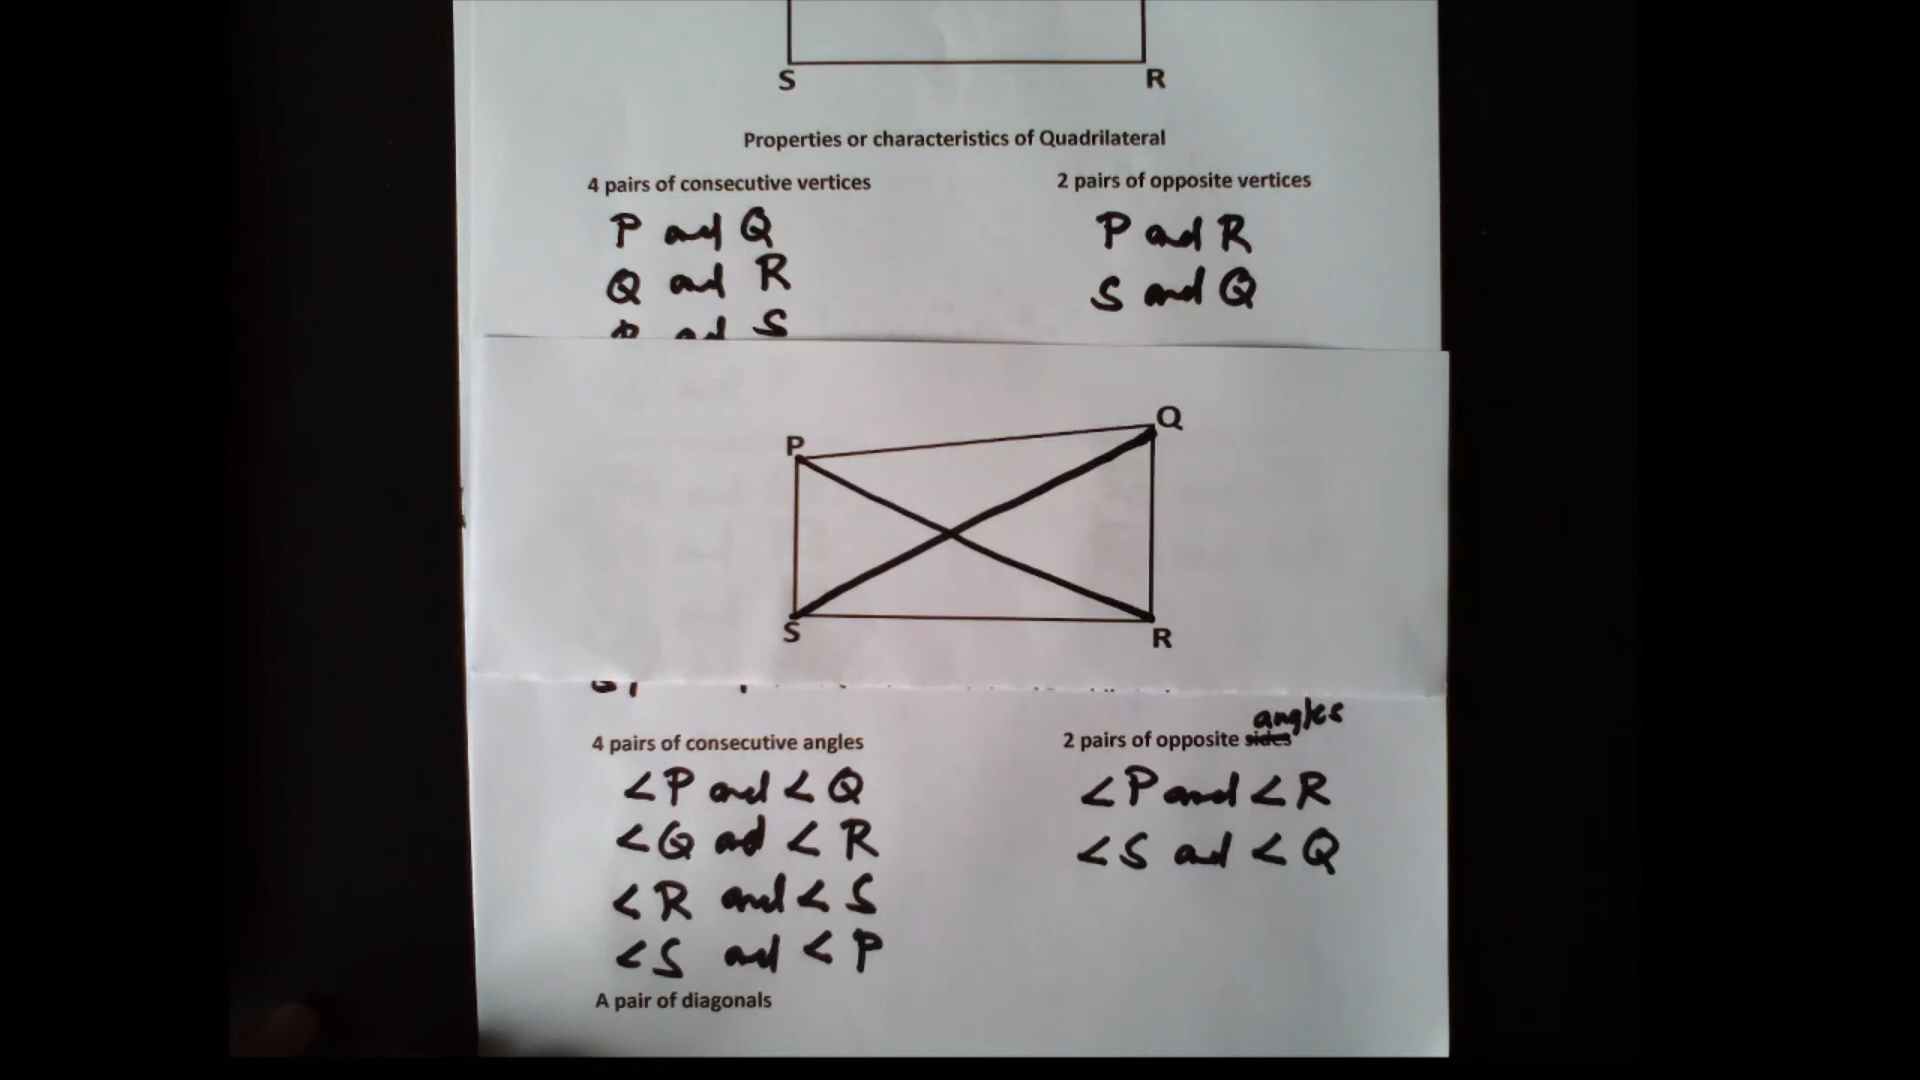 S R
Properties or characteristics of Quadrilateral
4 pairs of consecutive vertices
P and Q
Q and R
S
2 pairs of opposite vertices
P and R
S and Q
P Q
S R
4 pairs of consecutive angles
<P and < Q
<Q and < R
<R and < S
<S and < P
2 pairs of opposite sides angles
<P and < R
<S and < Q
A pair of diagonals